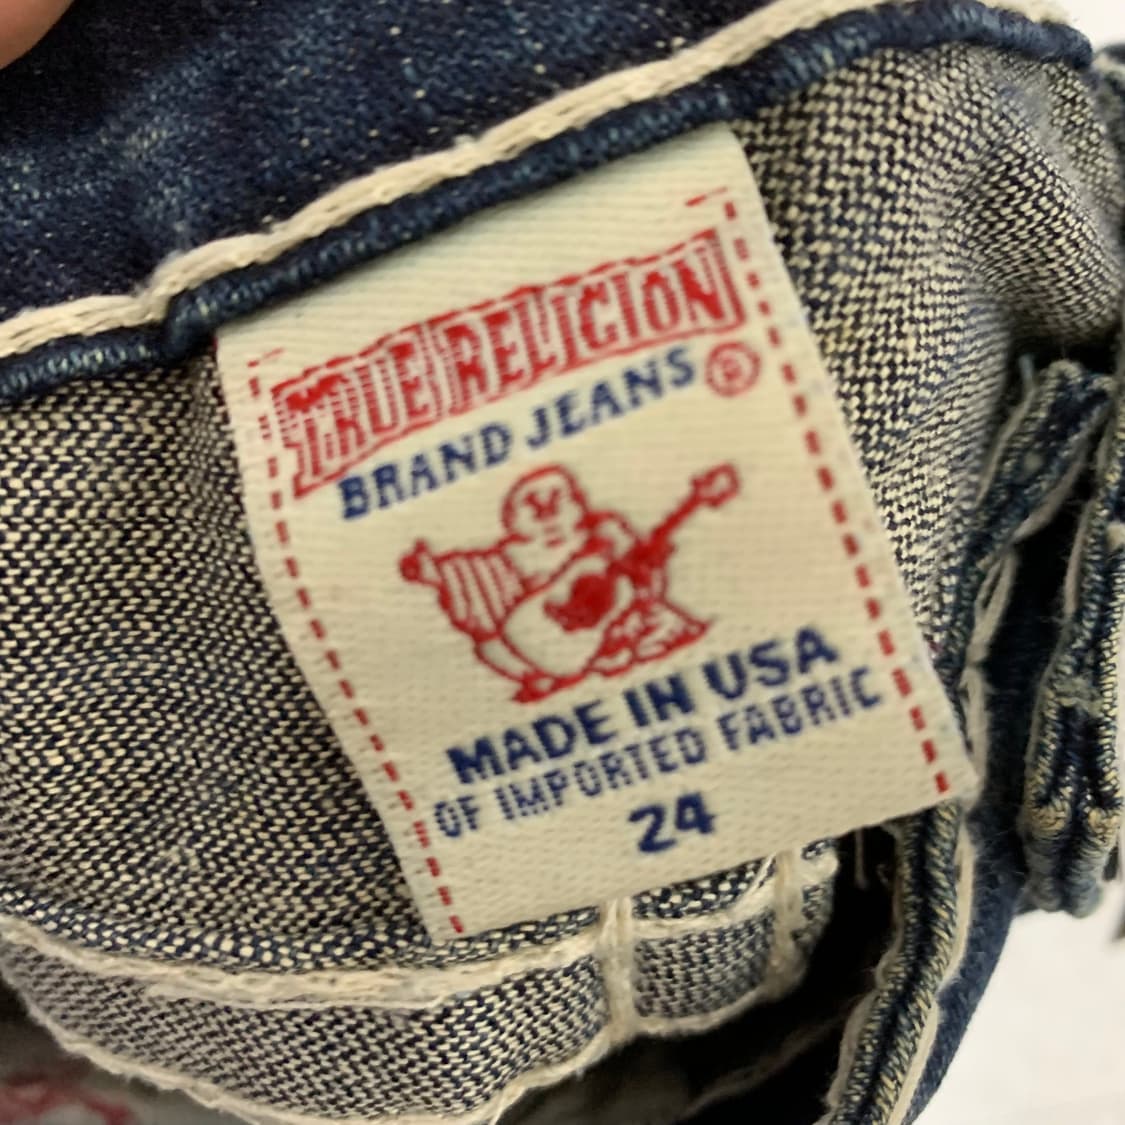 TRUE RELIGION
BRAND JEANS ®
MADE IN USA
OF IMPORTED FABRIC
24